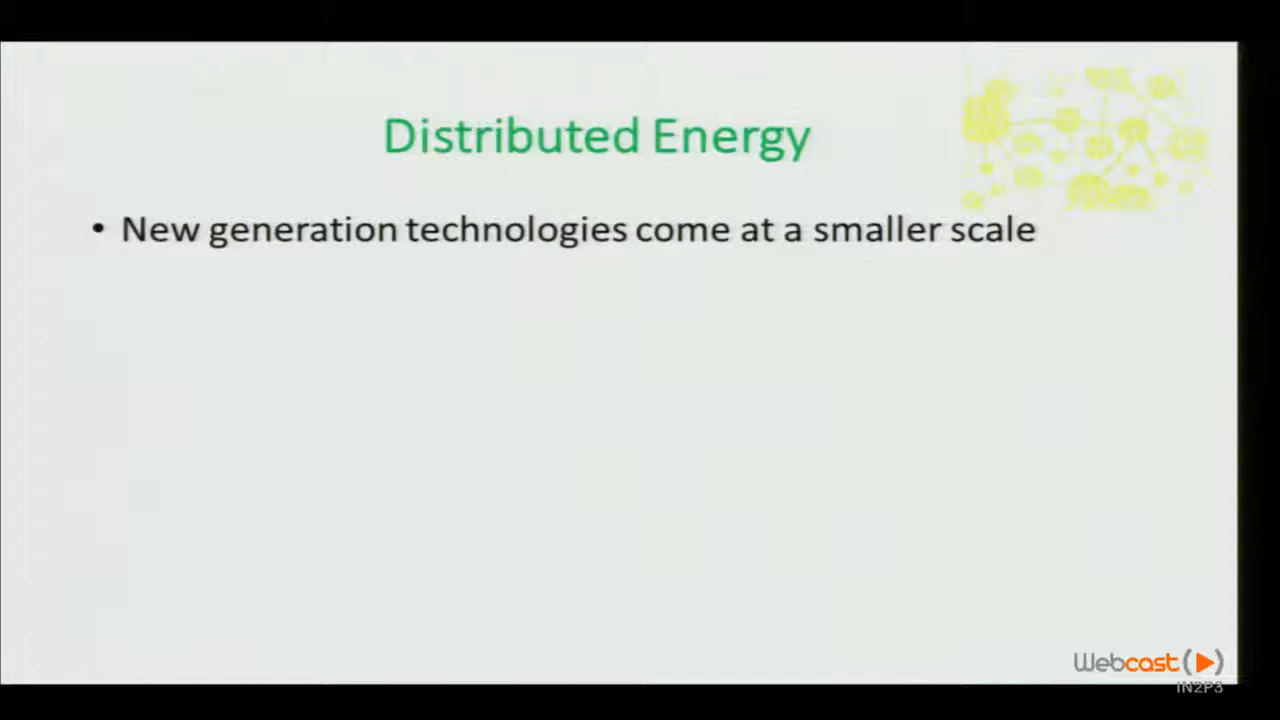 Distributed Energy
• New generation technologies come at a smaller scale
Webcast
IN2P3